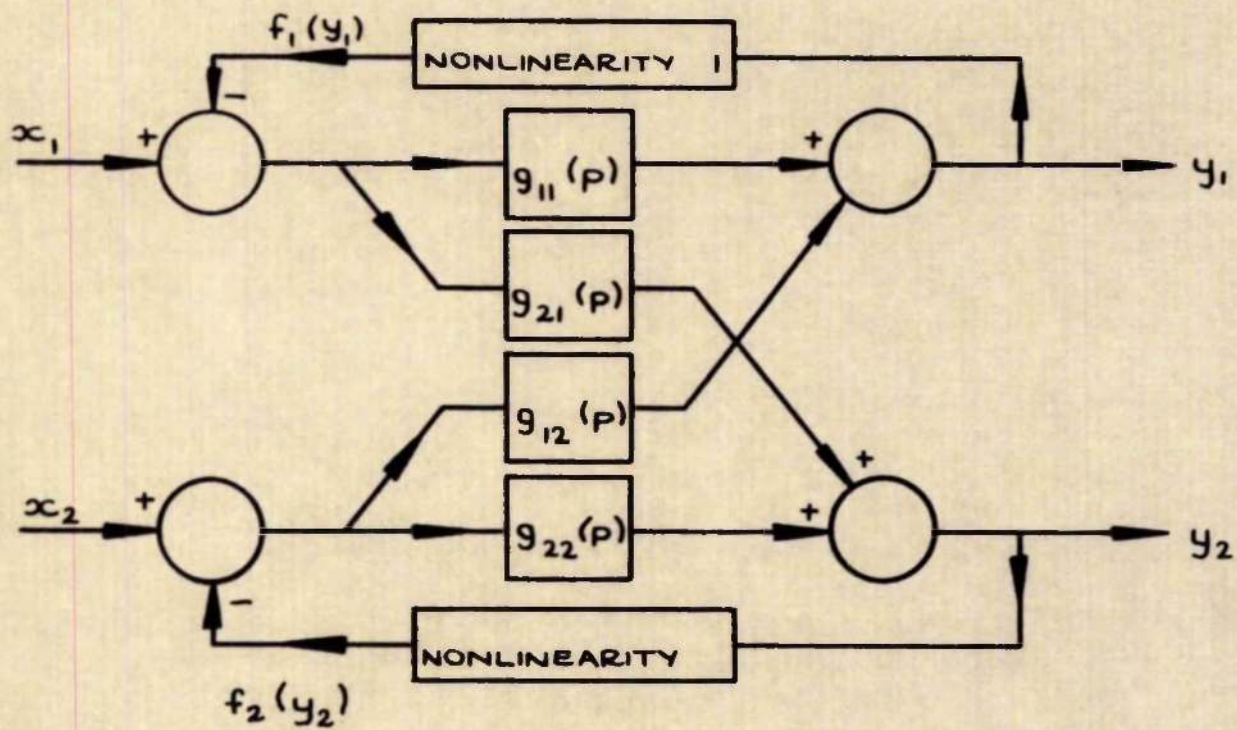 f₁(y₁)
NONLINEARITY 1
−
x₁
+
g₁₁(p)
+
y₁
g₂₁(p)
g₁₂(p)
+
x₂
+
g₂₂(p)
+
y₂
−
NONLINEARITY
f₂(y₂)